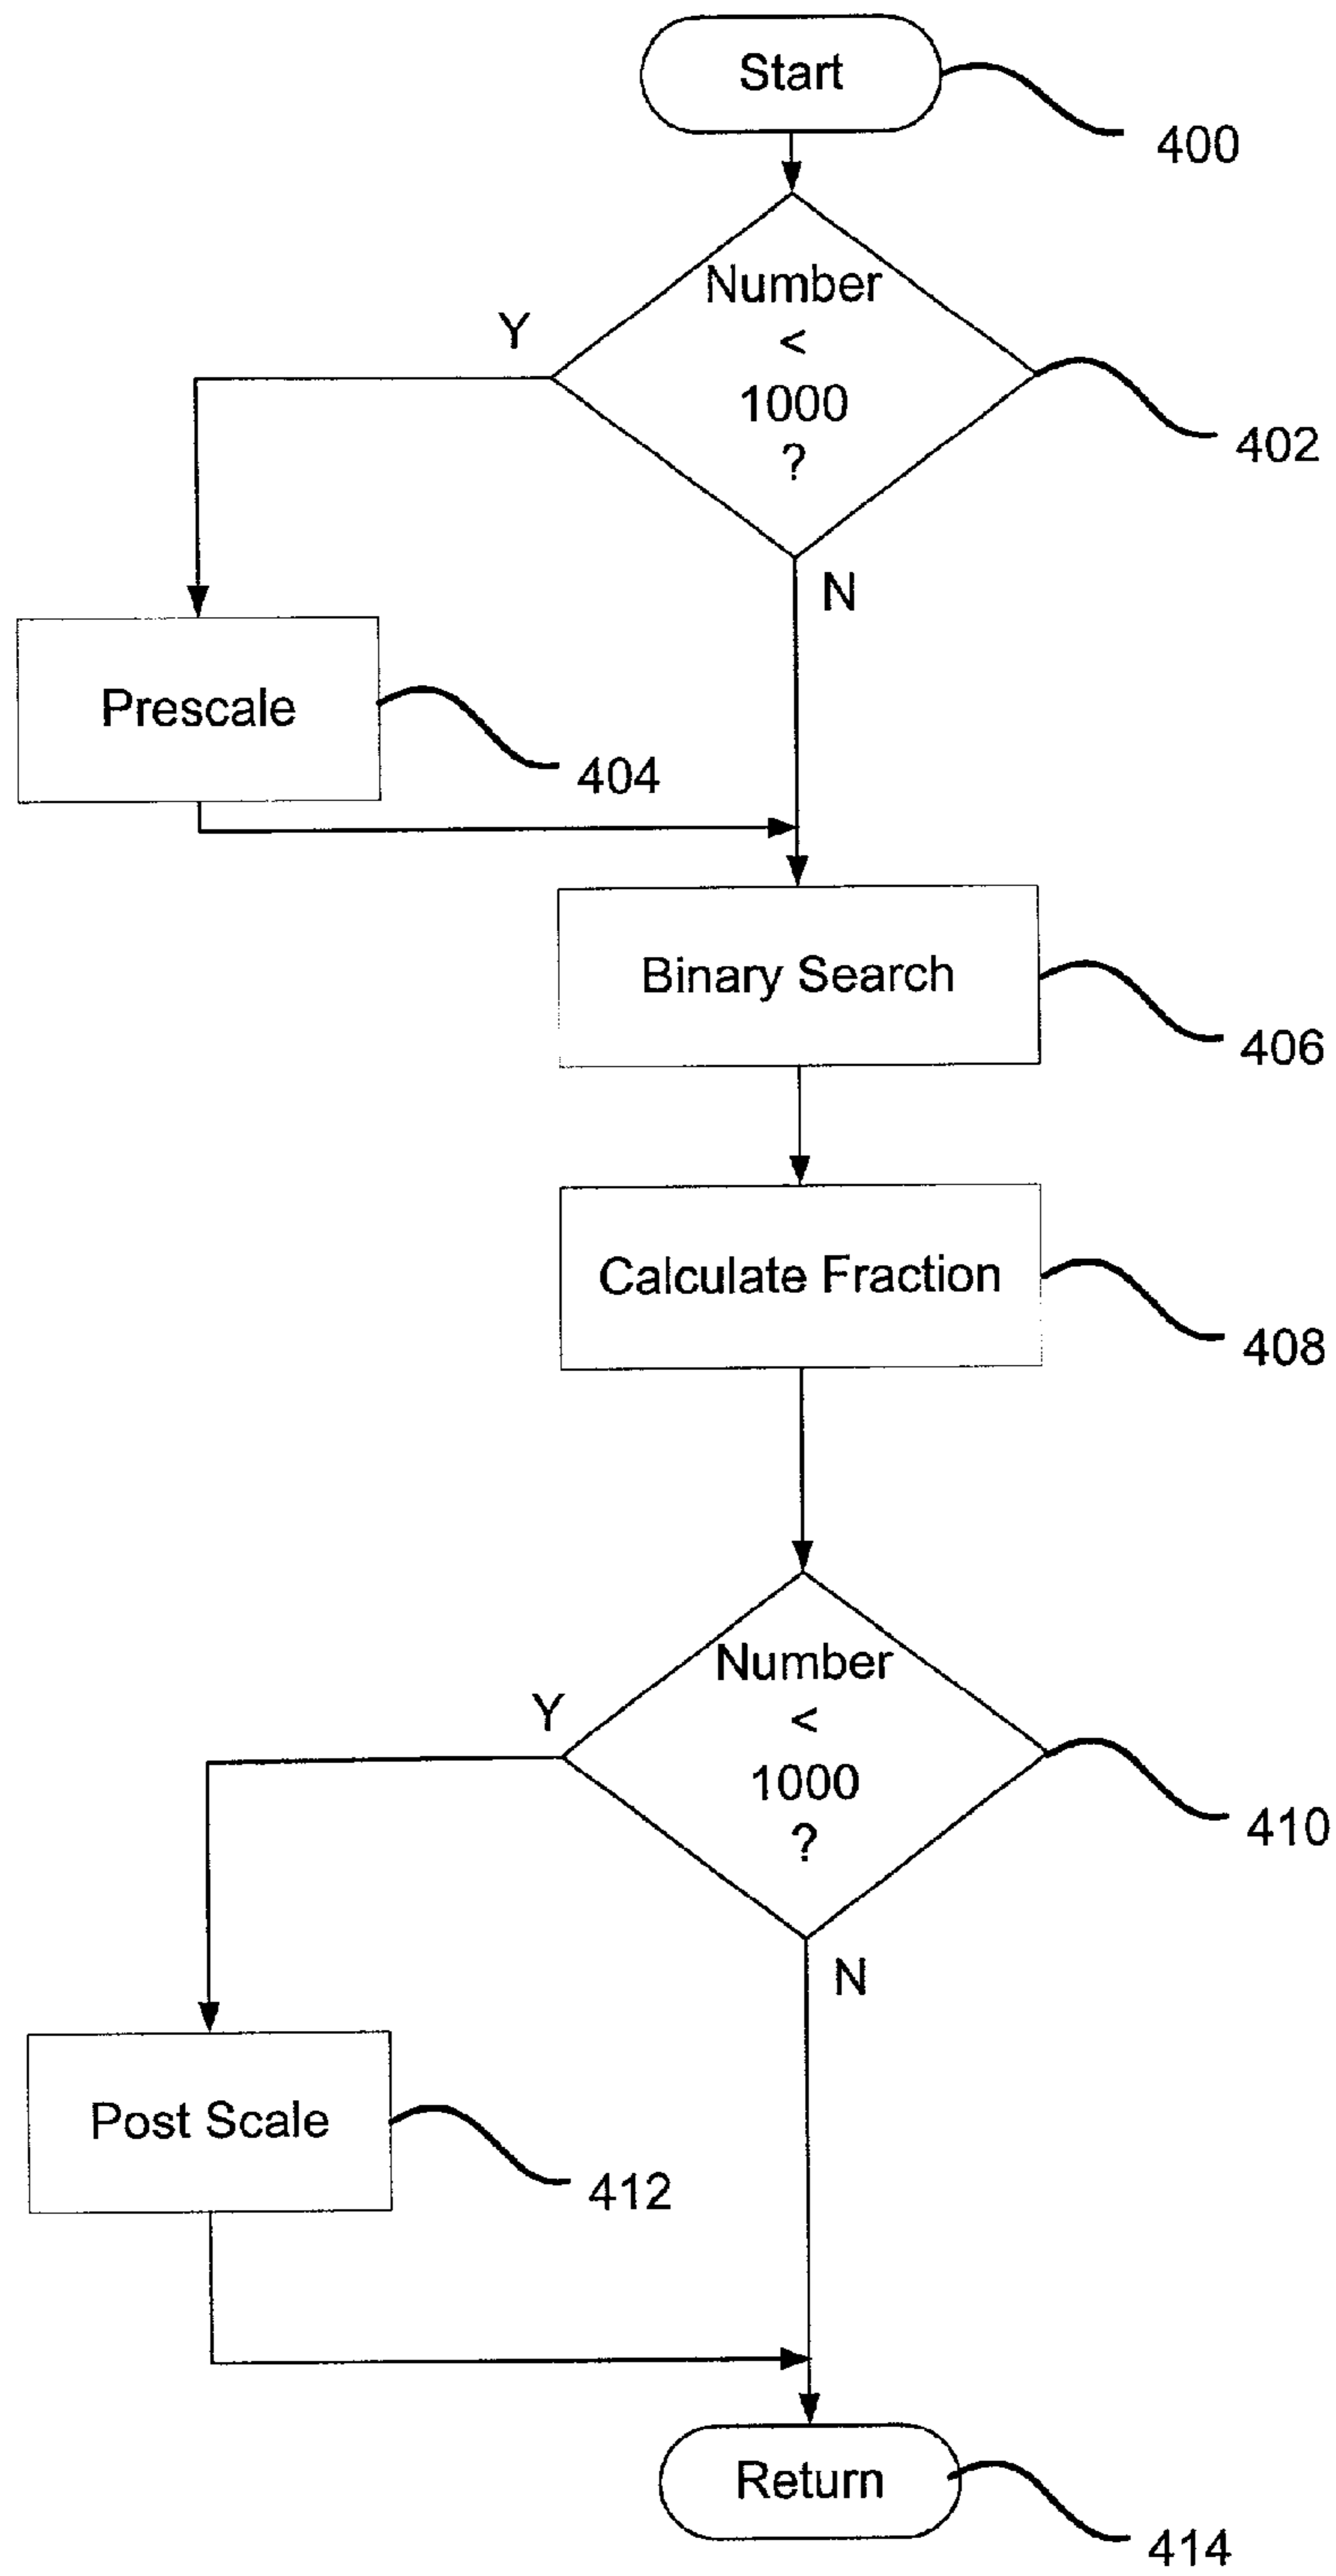 Start
400
Number
<
1000
?
402
Y
N
Prescale
404
Binary Search
406
Calculate Fraction
408
Number
<
1000
?
410
Y
N
Post Scale
412
Return
414